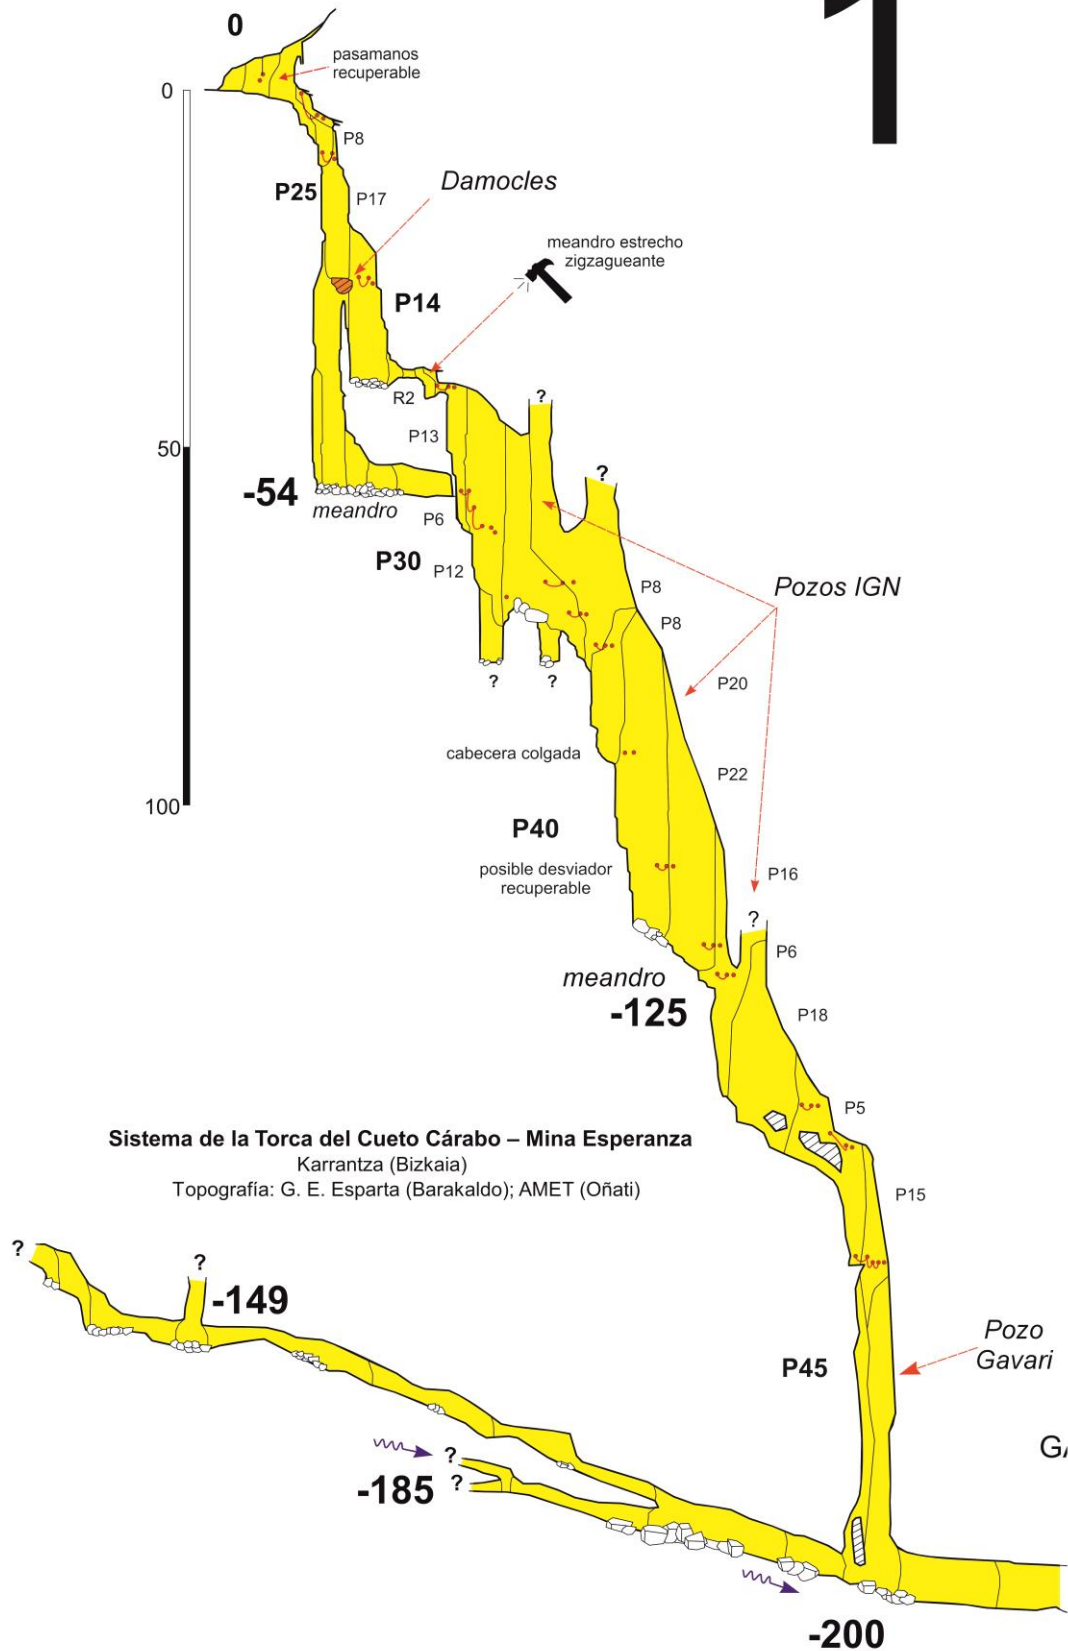 1
0
pasamanos
recuperable
0
P8
P25
P17
Damocles
meandro estrecho
zigzagueante
P14
R2
?
P13
50
?
-54
meandro
P6
P30
P12
P8
Pozos IGN
P8
?
?
P20
cabecera colgada
P22
100
P40
posible desviador
recuperable
P16
?
P6
meandro
-125
P18
P5
Sistema de la Torca del Cueto Cárabo – Mina Esperanza
Karrantza (Bizkaia)
Topografía: G. E. Esparta (Barakaldo); AMET (Oñati)
P15
?
?
-149
Pozo
Gavari
P45
?
-185
?
-200